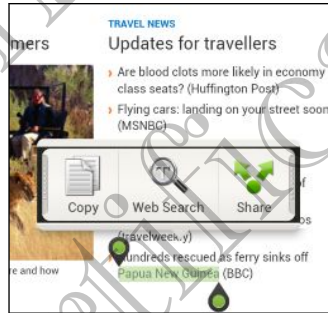 TRAVEL NEWS
mers
Updates for travellers
Are blood clots more likely in economy
class seats? (Huffington Post)
Flying cars: landing on your street soon
(MSNBC)
of
Copy
Web Search
Share
os
(travelweekly)
Hundreds rescued as ferry sinks off
re and how
Papua New Guinea (BBC)